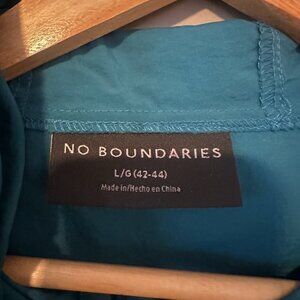 NO BOUNDARIES
L/G (42-44)
Made in/Hecho en China